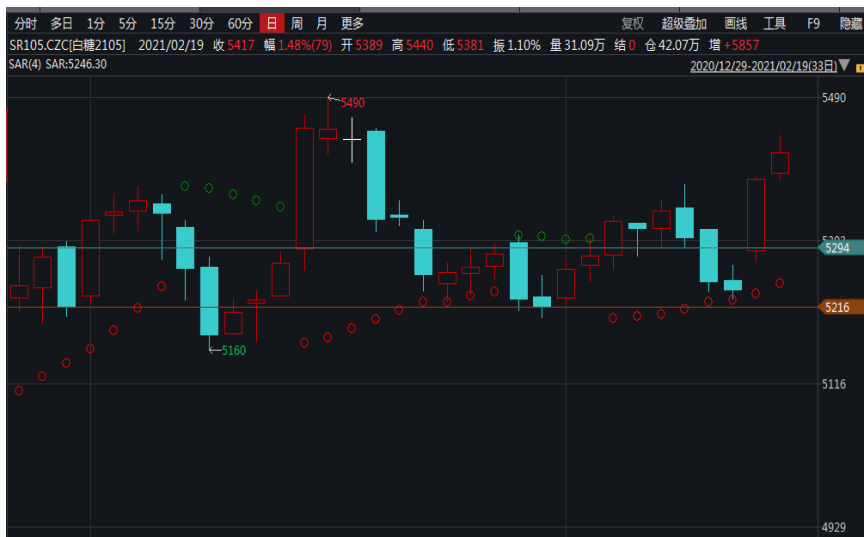 分时 多日 1分 5分 15分 30分 60分 日 周 月 更多 复权 超级叠加 画线 工具 F9 隐藏
SR105.CZC[白糖2105] 2021/02/19 收5417 幅1.48%(79) 开5389 高5440 低5381 振1.10% 量31.09万 结0 仓42.07万 增+5857
SAR(4) SAR:5246.30 2020/12/29-2021/02/19(33日)
5490
5490
5294
5216
5160
5116
4929